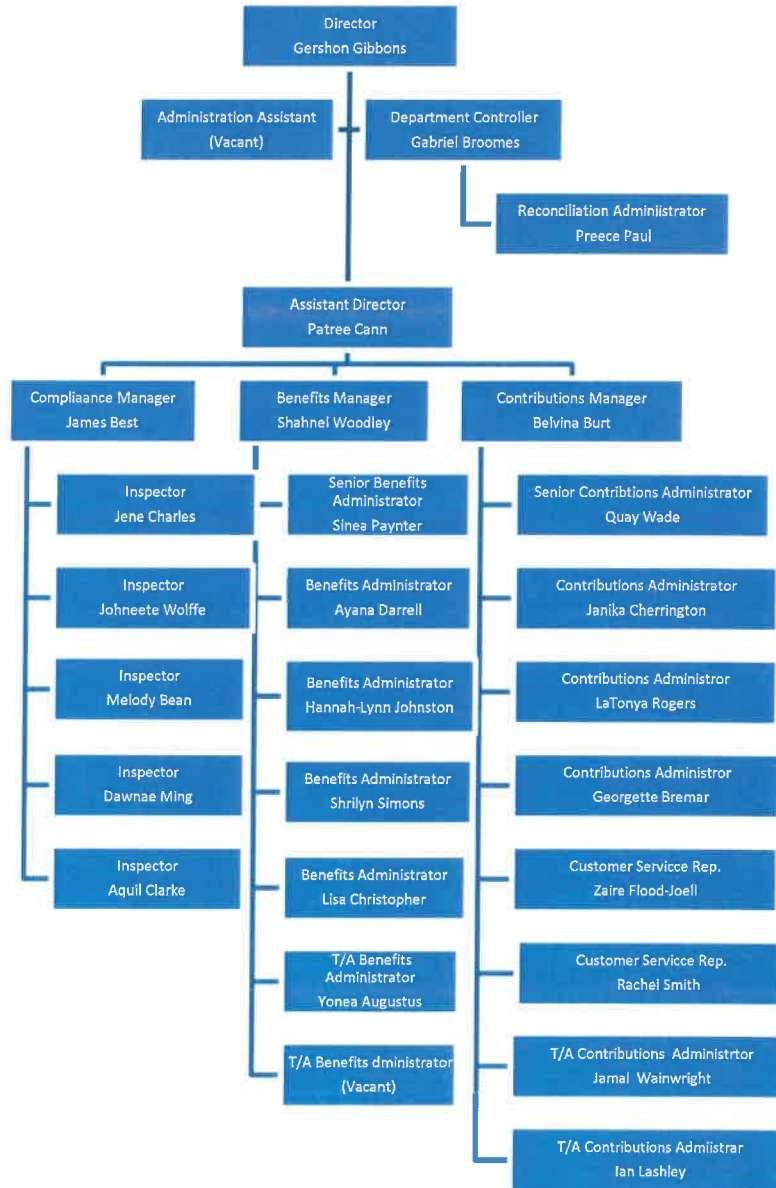 Director
Gershon Gibbons
Administration Assistant
(Vacant)
Department Controller
Gabriel Broomes
Reconciliation Adminiistrator
Preece Paul
Assistant Director
Patree Cann
Compliaance Manager
James Best
Benefits Manager
Shahnel Woodley
Contributions Manager
Belvina Burt
Inspector
Jene Charles
Inspector
Johneete Wolffe
Inspector
Melody Bean
Inspector
Dawnae Ming
Inspector
Aquil Clarke
Senior Benefits
Administrator
Sinea Paynter
Benefits Administrator
Ayana Darrell
Benefits Administrator
Hannah-Lynn Johnston
Benefits Administrator
Shrilyn Simons
Benefits Administrator
Lisa Christopher
T/A Benefits
Administrator
Yonea Augustus
T/A Benefits dministrator
(Vacant)
Senior Contribtions Administrator
Quay Wade
Contributions Administrator
Janika Cherrington
Contributions Administror
LaTonya Rogers
Contributions Administror
Georgette Bremar
Customer Servicce Rep.
Zaire Flood-Joell
Customer Servicce Rep.
Rachel Smith
T/A Contributions Administrtor
Jamal Wainwright
T/A Contributions Admiistrar
Ian Lashley